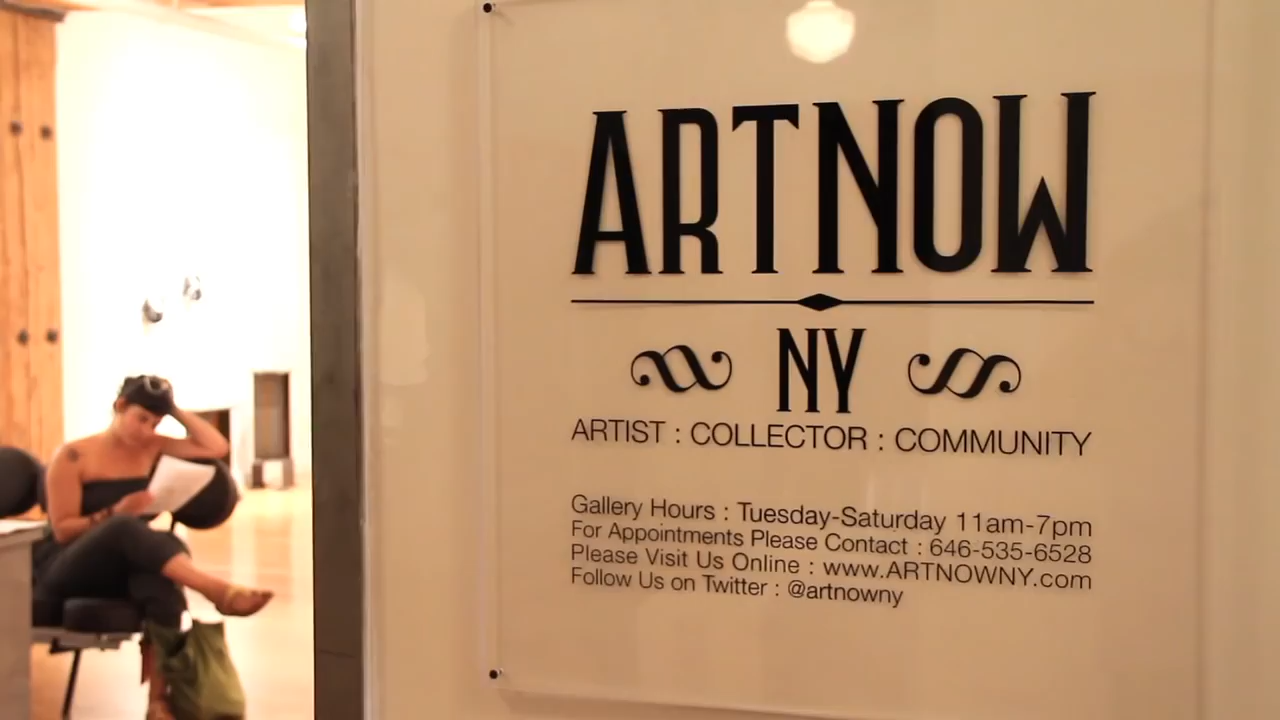 ARTNOW
NY
ARTIST : COLLECTOR : COMMUNITY
Gallery Hours : Tuesday-Saturday 11am-7pm
For Appointments Please Contact : 646-535-6528
Please Visit Us Online : www.ARTNOWNY.com
Follow Us on Twitter : @artnowny